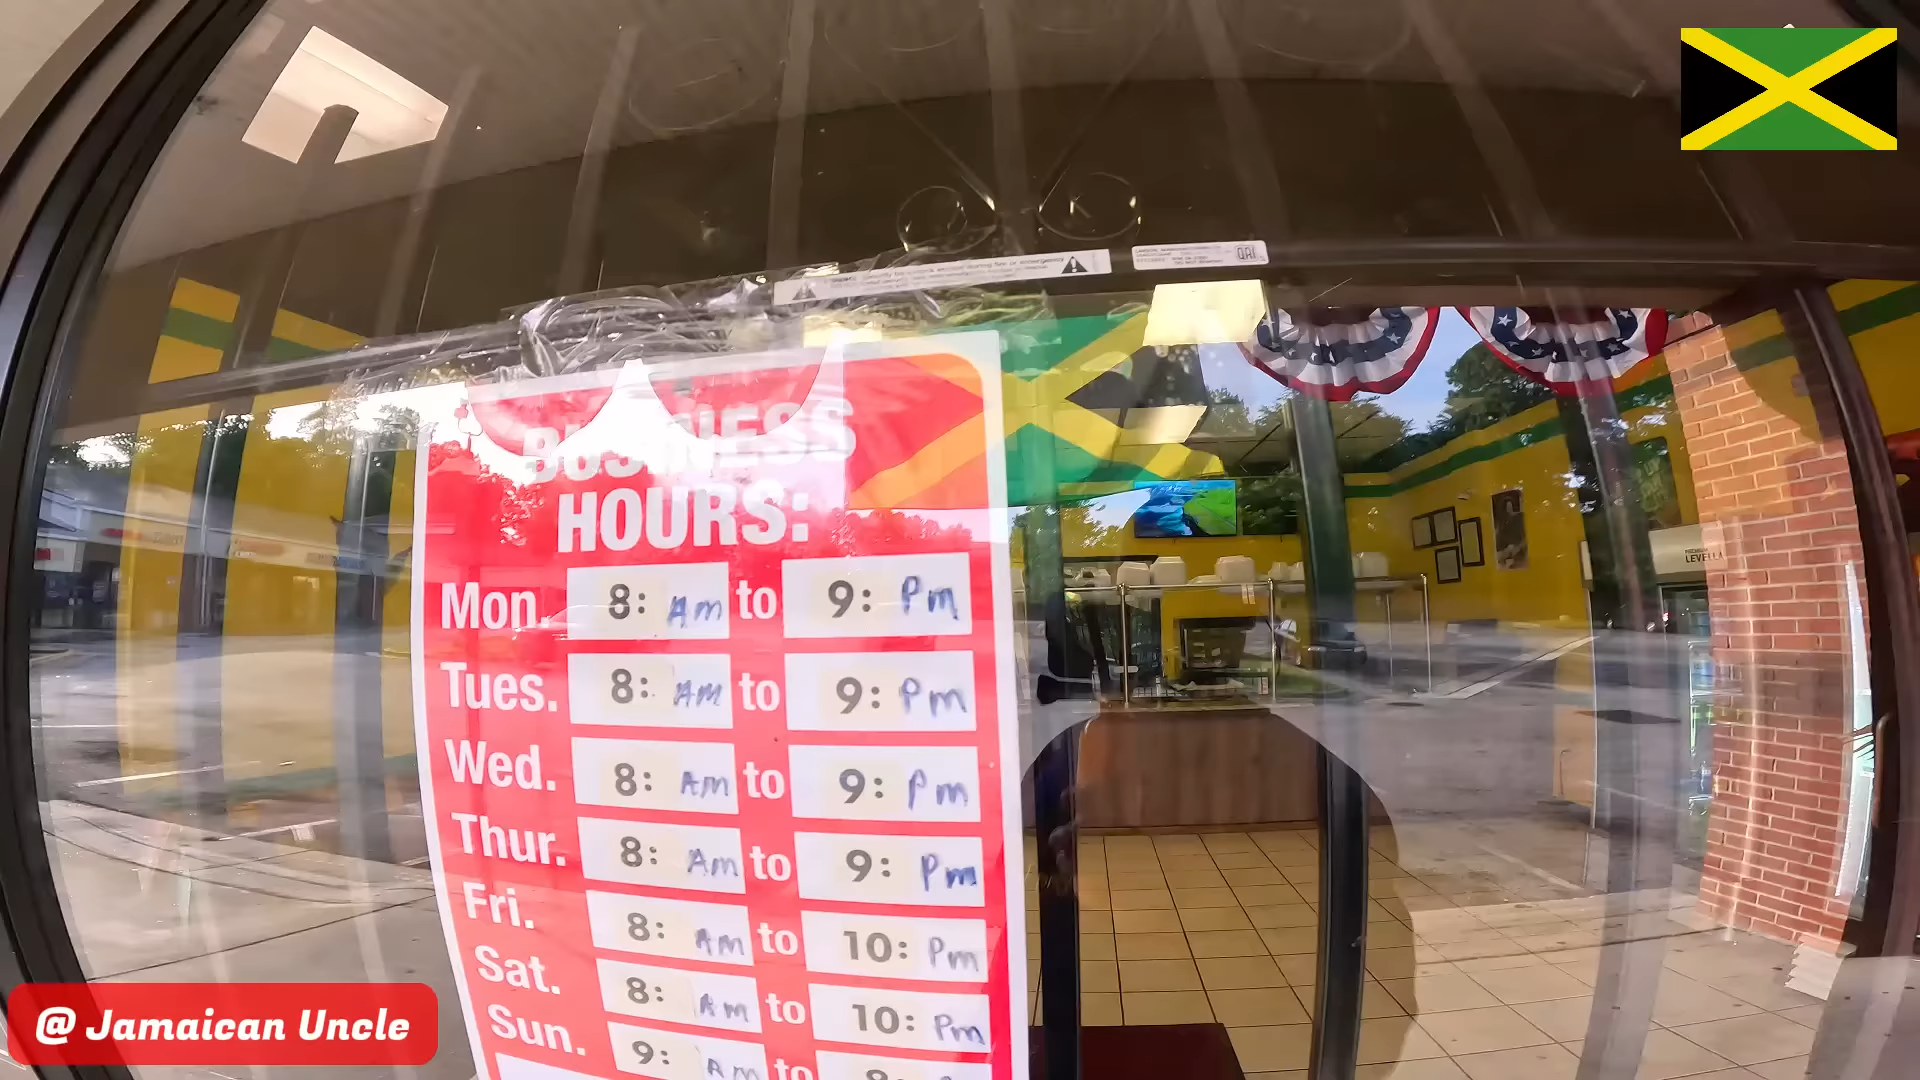 BUSINESS
HOURS:
Mon. 8: Am to 9: Pm
Tues. 8: Am to 9: Pm
Wed. 8: Am to 9: Pm
Thur. 8: Am to 9: Pm
Fri. 8: Am to 10: Pm
Sat. 8: Am to 10: Pm
Sun. 9: Am to
LEVELLA
@ Jamaican Uncle